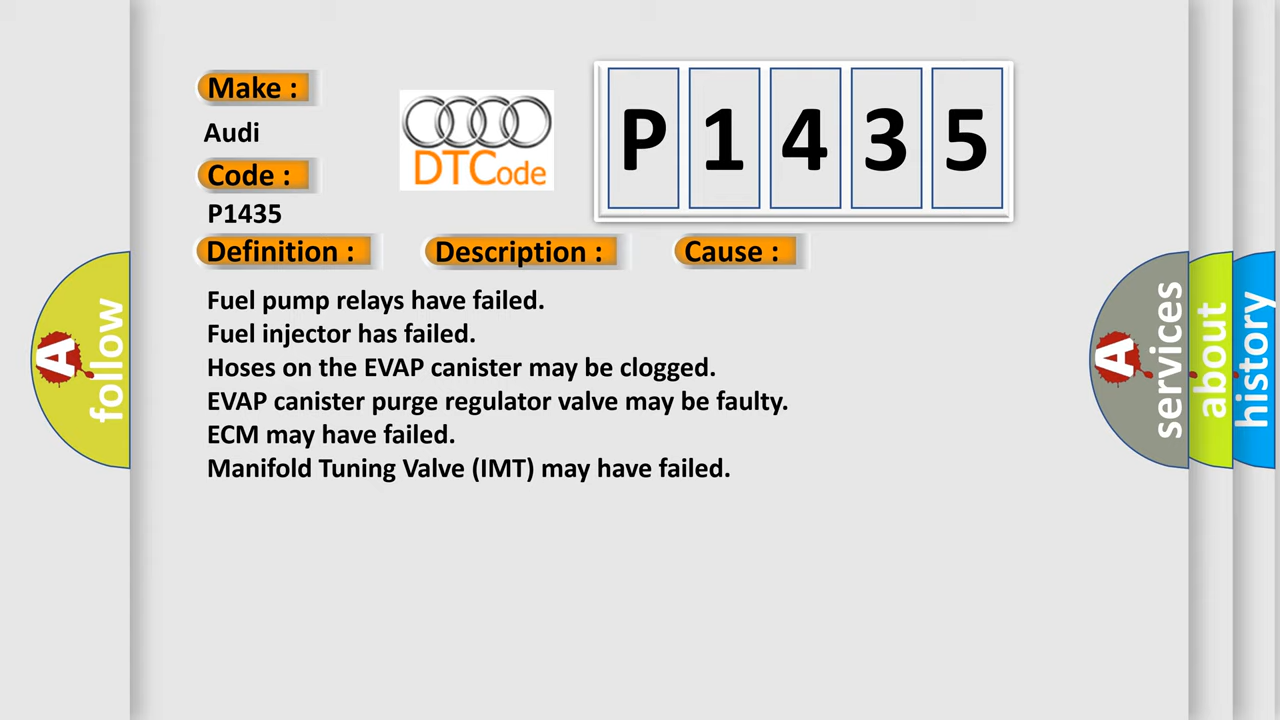 Make :
Audi
Code :
P1435
DTCode
P 1 4 3 5
Definition :
Description :
Cause :
Fuel pump relays have failed.
Fuel injector has failed.
Hoses on the EVAP canister may be clogged.
EVAP canister purge regulator valve may be faulty.
ECM may have failed.
Manifold Tuning Valve (IMT) may have failed.
A follow
A services
about
history